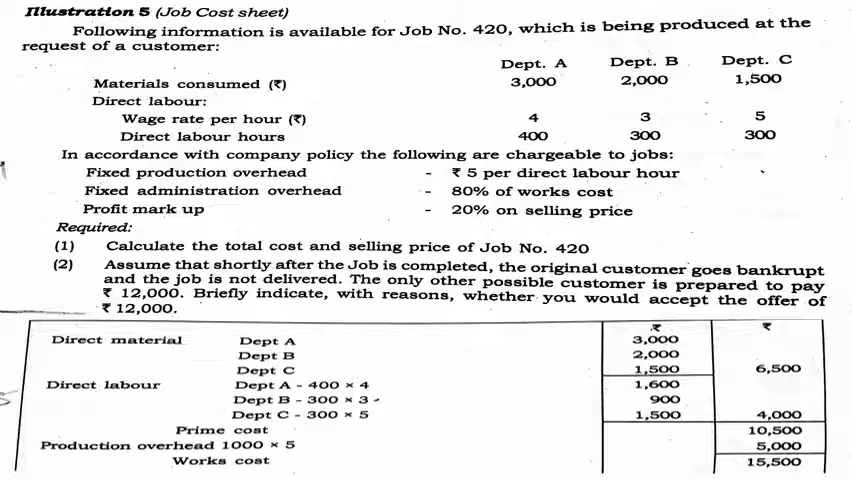 Illustration 5 (Job Cost sheet)
Following information is available for Job No. 420, which is being produced at the
request of a customer:
Dept. A Dept. B Dept. C
Materials consumed (₹) 3,000 2,000 1,500
Direct labour:
Wage rate per hour (₹) 4 3 5
Direct labour hours 400 300 300
In accordance with company policy the following are chargeable to jobs:
Fixed production overhead - ₹ 5 per direct labour hour
Fixed administration overhead - 80% of works cost
Profit mark up - 20% on selling price
Required:
(1) Calculate the total cost and selling price of Job No. 420
(2) Assume that shortly after the Job is completed, the original customer goes bankrupt
and the job is not delivered. The only other possible customer is prepared to pay
₹ 12,000. Briefly indicate, with reasons, whether you would accept the offer of
₹ 12,000.
₹ ₹
Direct material Dept A 3,000
Dept B 2,000
Dept C 1,500 6,500
Direct labour Dept A - 400 × 4 1,600
Dept B - 300 × 3 900
Dept C - 300 × 5 1,500 4,000
Prime cost 10,500
Production overhead 1000 × 5 5,000
Works cost 15,500